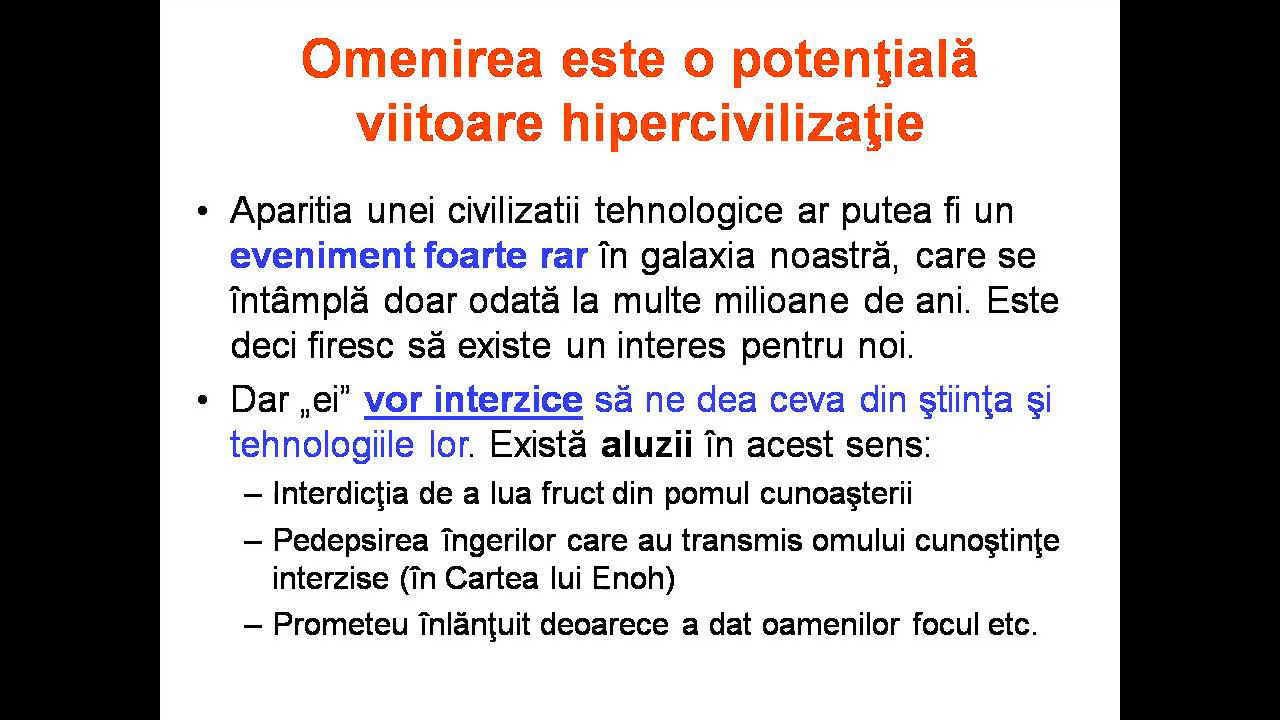 Omenirea este o potenţială
viitoare hipercivilizaţie
• Aparitia unei civilizatii tehnologice ar putea fi un
eveniment foarte rar în galaxia noastră, care se
întâmplă doar odată la multe milioane de ani. Este
deci firesc să existe un interes pentru noi.
• Dar „ei” vor interzice să ne dea ceva din ştiinţa şi
tehnologiile lor. Există aluzii în acest sens:
– Interdicţia de a lua fruct din pomul cunoaşterii
– Pedepsirea îngerilor care au transmis omului cunoştinţe
interzise (în Cartea lui Enoh)
– Prometeu înlănţuit deoarece a dat oamenilor focul etc.